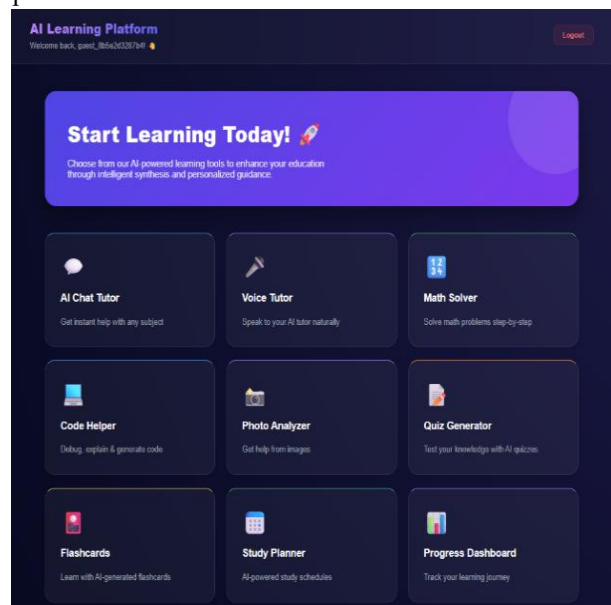 AI Learning Platform
Logout
Start Learning Today! 🚀
Choose from our AI-powered learning tools to enhance your education
through intelligent synthesis and personalized guidance.
AI Chat Tutor
Voice Tutor
Math Solver
Get instant help with any subject
Speak to your AI tutor naturally
Solve math problems step-by-step
Code Helper
Photo Analyzer
Quiz Generator
Debug, explain & generate code
Get help from images
Test your knowledge with AI quizzes
Flashcards
Study Planner
Progress Dashboard
Learn with AI-generated flashcards
AI-powered study schedules
Track your learning journey